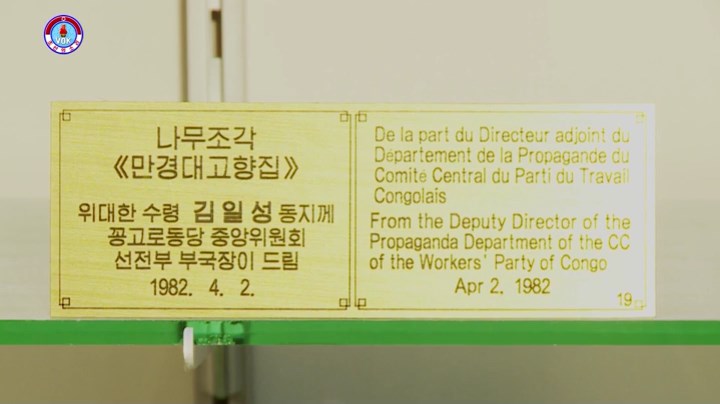 VOK
나무조각
《만경대고향집》
위대한 수령 김일성동지께
꽁고로동당 중앙위원회
선전부 부국장이 드림
1982. 4. 2.
De la part du Directeur adjoint du
Département de la Propagande du
Comité Central du Parti du Travail
Congolais
From the Deputy Director of the
Propaganda Department of the CC
of the Workers' Party of Congo
Apr 2, 1982
19